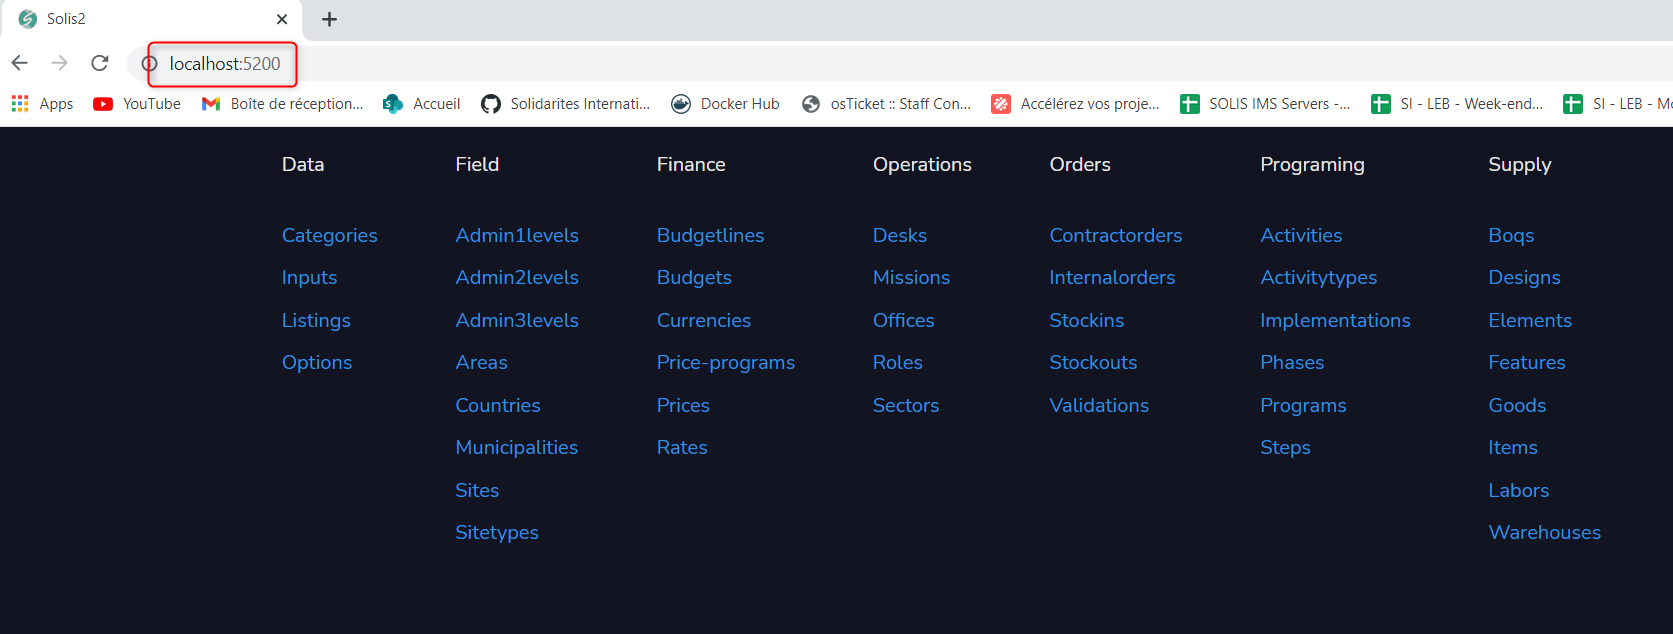 Solis2
localhost:5200
Apps YouTube Boîte de réception... Accueil Solidarites Internati... Docker Hub osTicket :: Staff Con... Accélérez vos proje... SOLIS IMS Servers -... SI - LEB - Week-end... SI - LEB - Mo
Data Field Finance Operations Orders Programing Supply
Categories Admin1levels Budgetlines Desks Contractorders Activities Boqs
Inputs Admin2levels Budgets Missions Internalorders Activitytypes Designs
Listings Admin3levels Currencies Offices Stockins Implementations Elements
Options Areas Price-programs Roles Stockouts Phases Features
Countries Prices Sectors Validations Programs Goods
Municipalities Rates Steps Items
Sites Labors
Sitetypes Warehouses